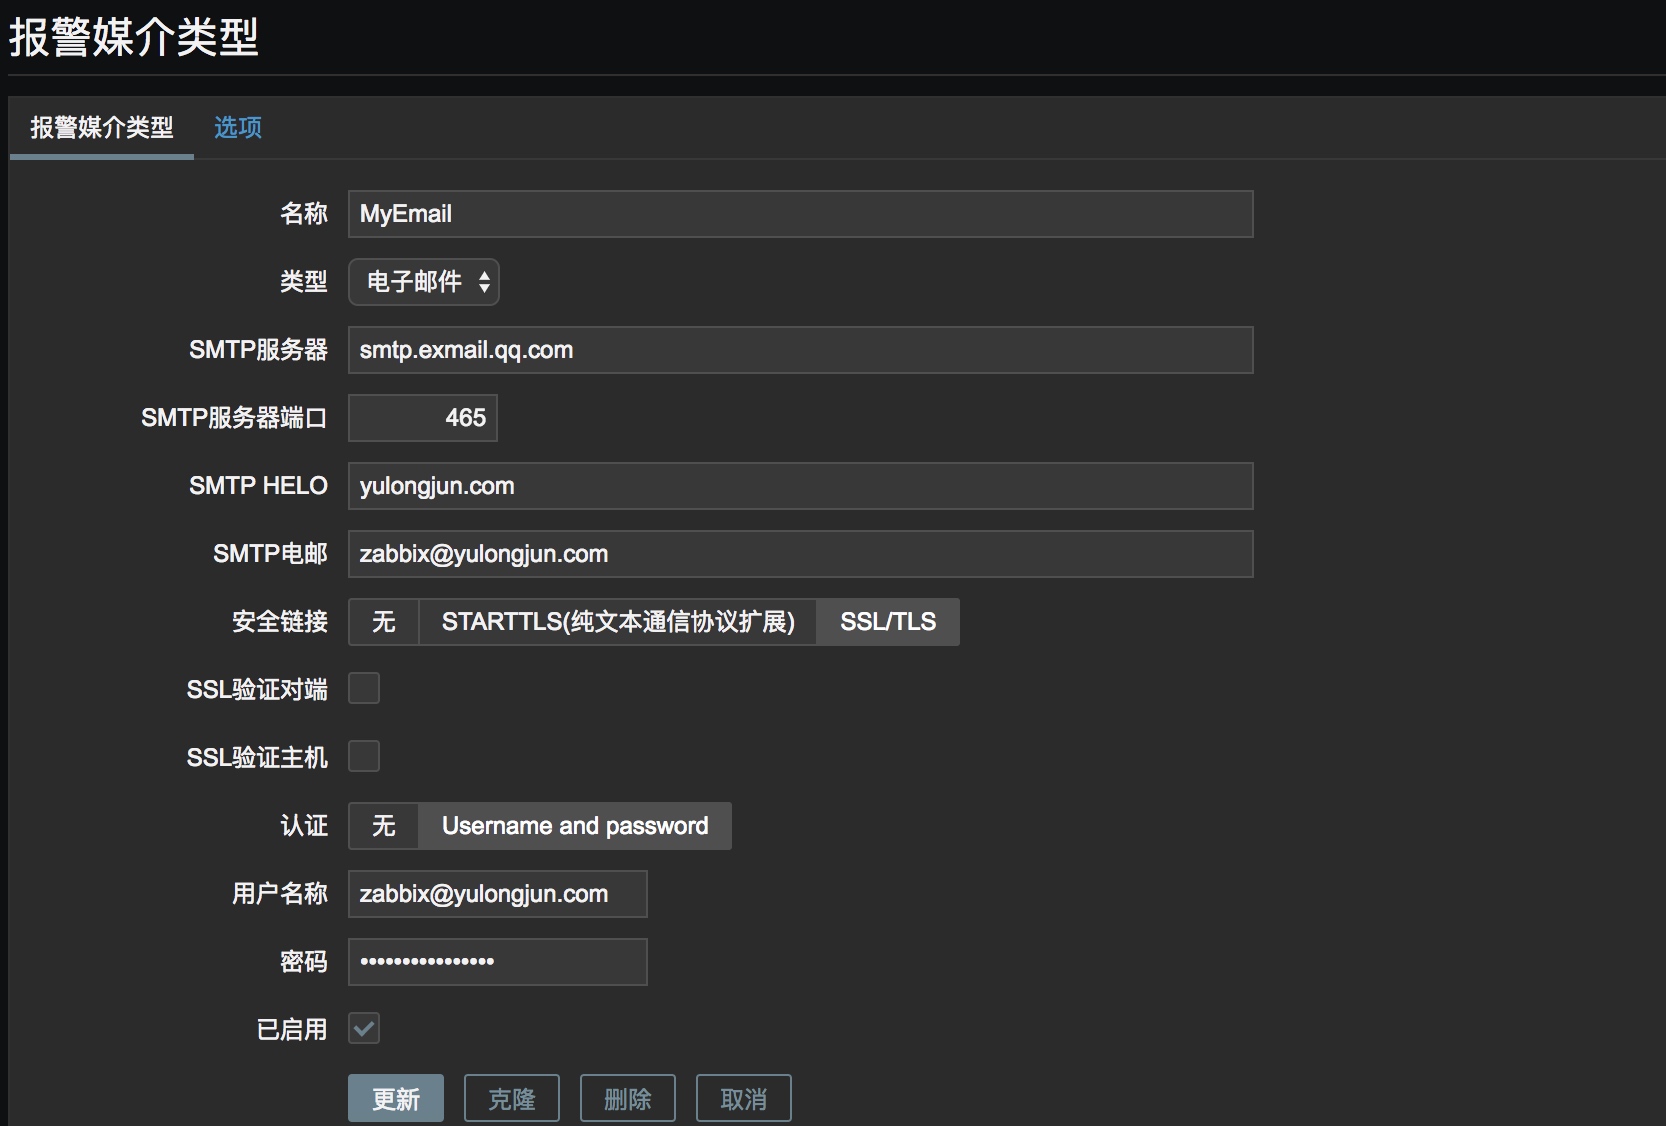 报警媒介类型
报警媒介类型 选项
名称 MyEmail
类型 电子邮件
SMTP服务器 smtp.exmail.qq.com
SMTP服务器端口 465
SMTP HELO yulongjun.com
SMTP电邮 zabbix@yulongjun.com
安全链接 无 STARTTLS(纯文本通信协议扩展) SSL/TLS
SSL验证对端
SSL验证主机
认证 无 Username and password
用户名称 zabbix@yulongjun.com
密码 ••••••••••••••••
已启用
更新 克隆 删除 取消